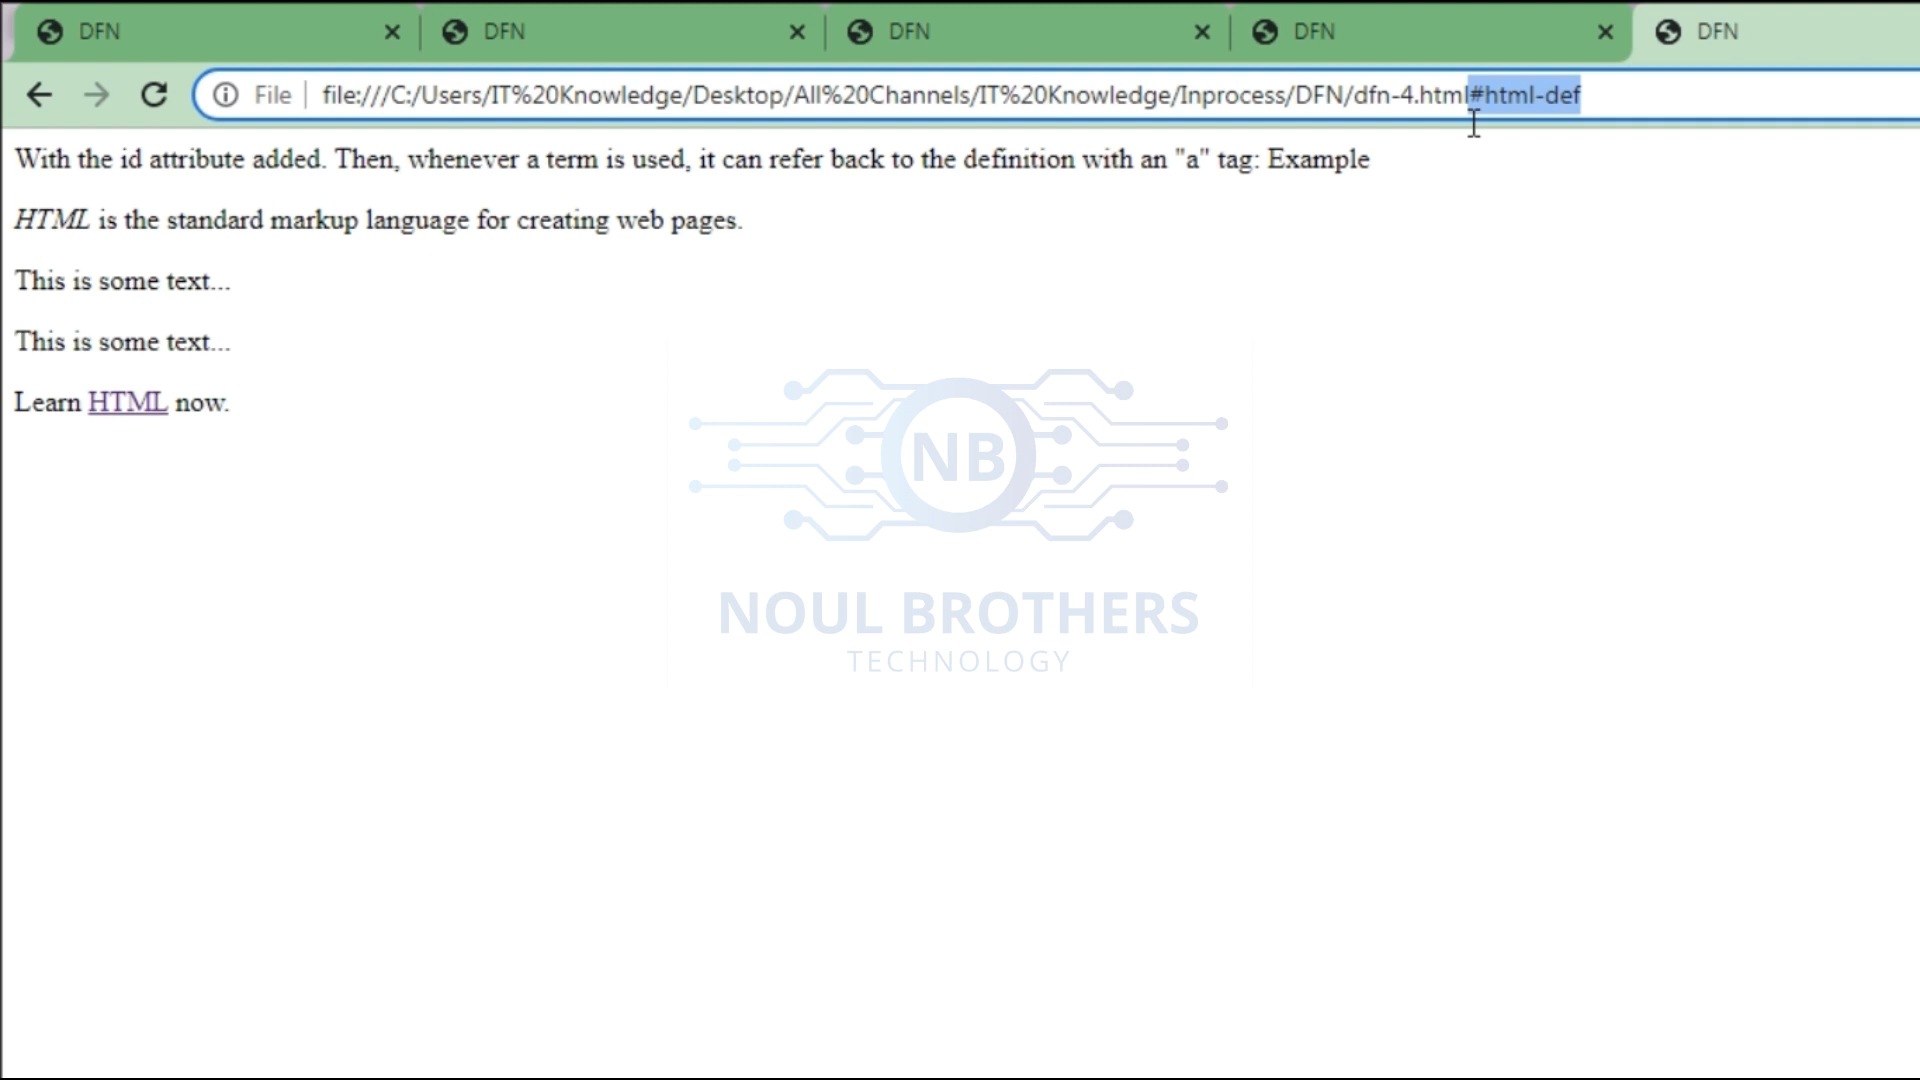 DFN DFN DFN DFN DFN
File file:///C:/Users/IT%20Knowledge/Desktop/All%20Channels/IT%20Knowledge/Inprocess/DFN/dfn-4.html#html-def
With the id attribute added. Then, whenever a term is used, it can refer back to the definition with an "a" tag: Example
HTML is the standard markup language for creating web pages.
This is some text...
This is some text...
Learn HTML now.
NB
NOUL BROTHERS
TECHNOLOGY